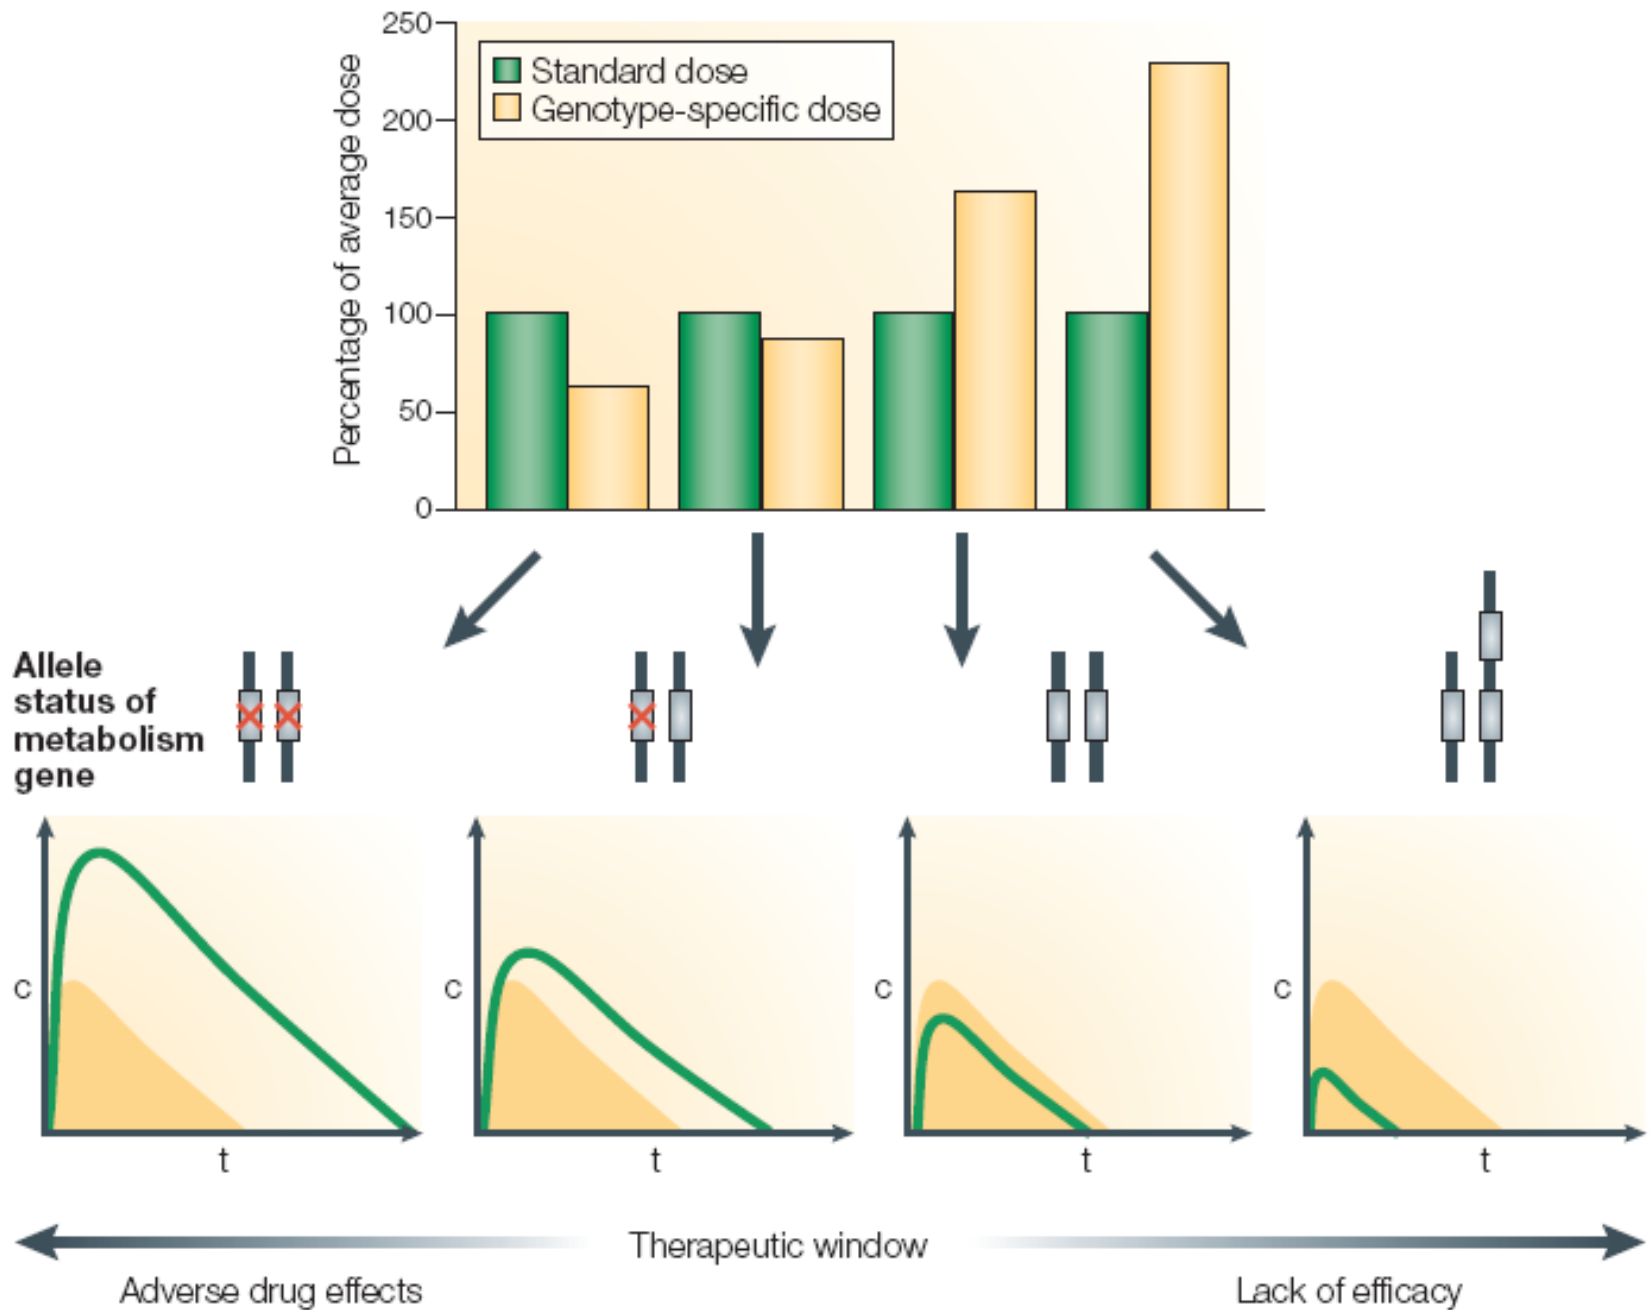 250
200
150
100
50
0
Percentage of average dose
Standard dose
Genotype-specific dose
Allele
status of
metabolism
gene
c
t
c
t
c
t
c
t
Therapeutic window
Adverse drug effects
Lack of efficacy